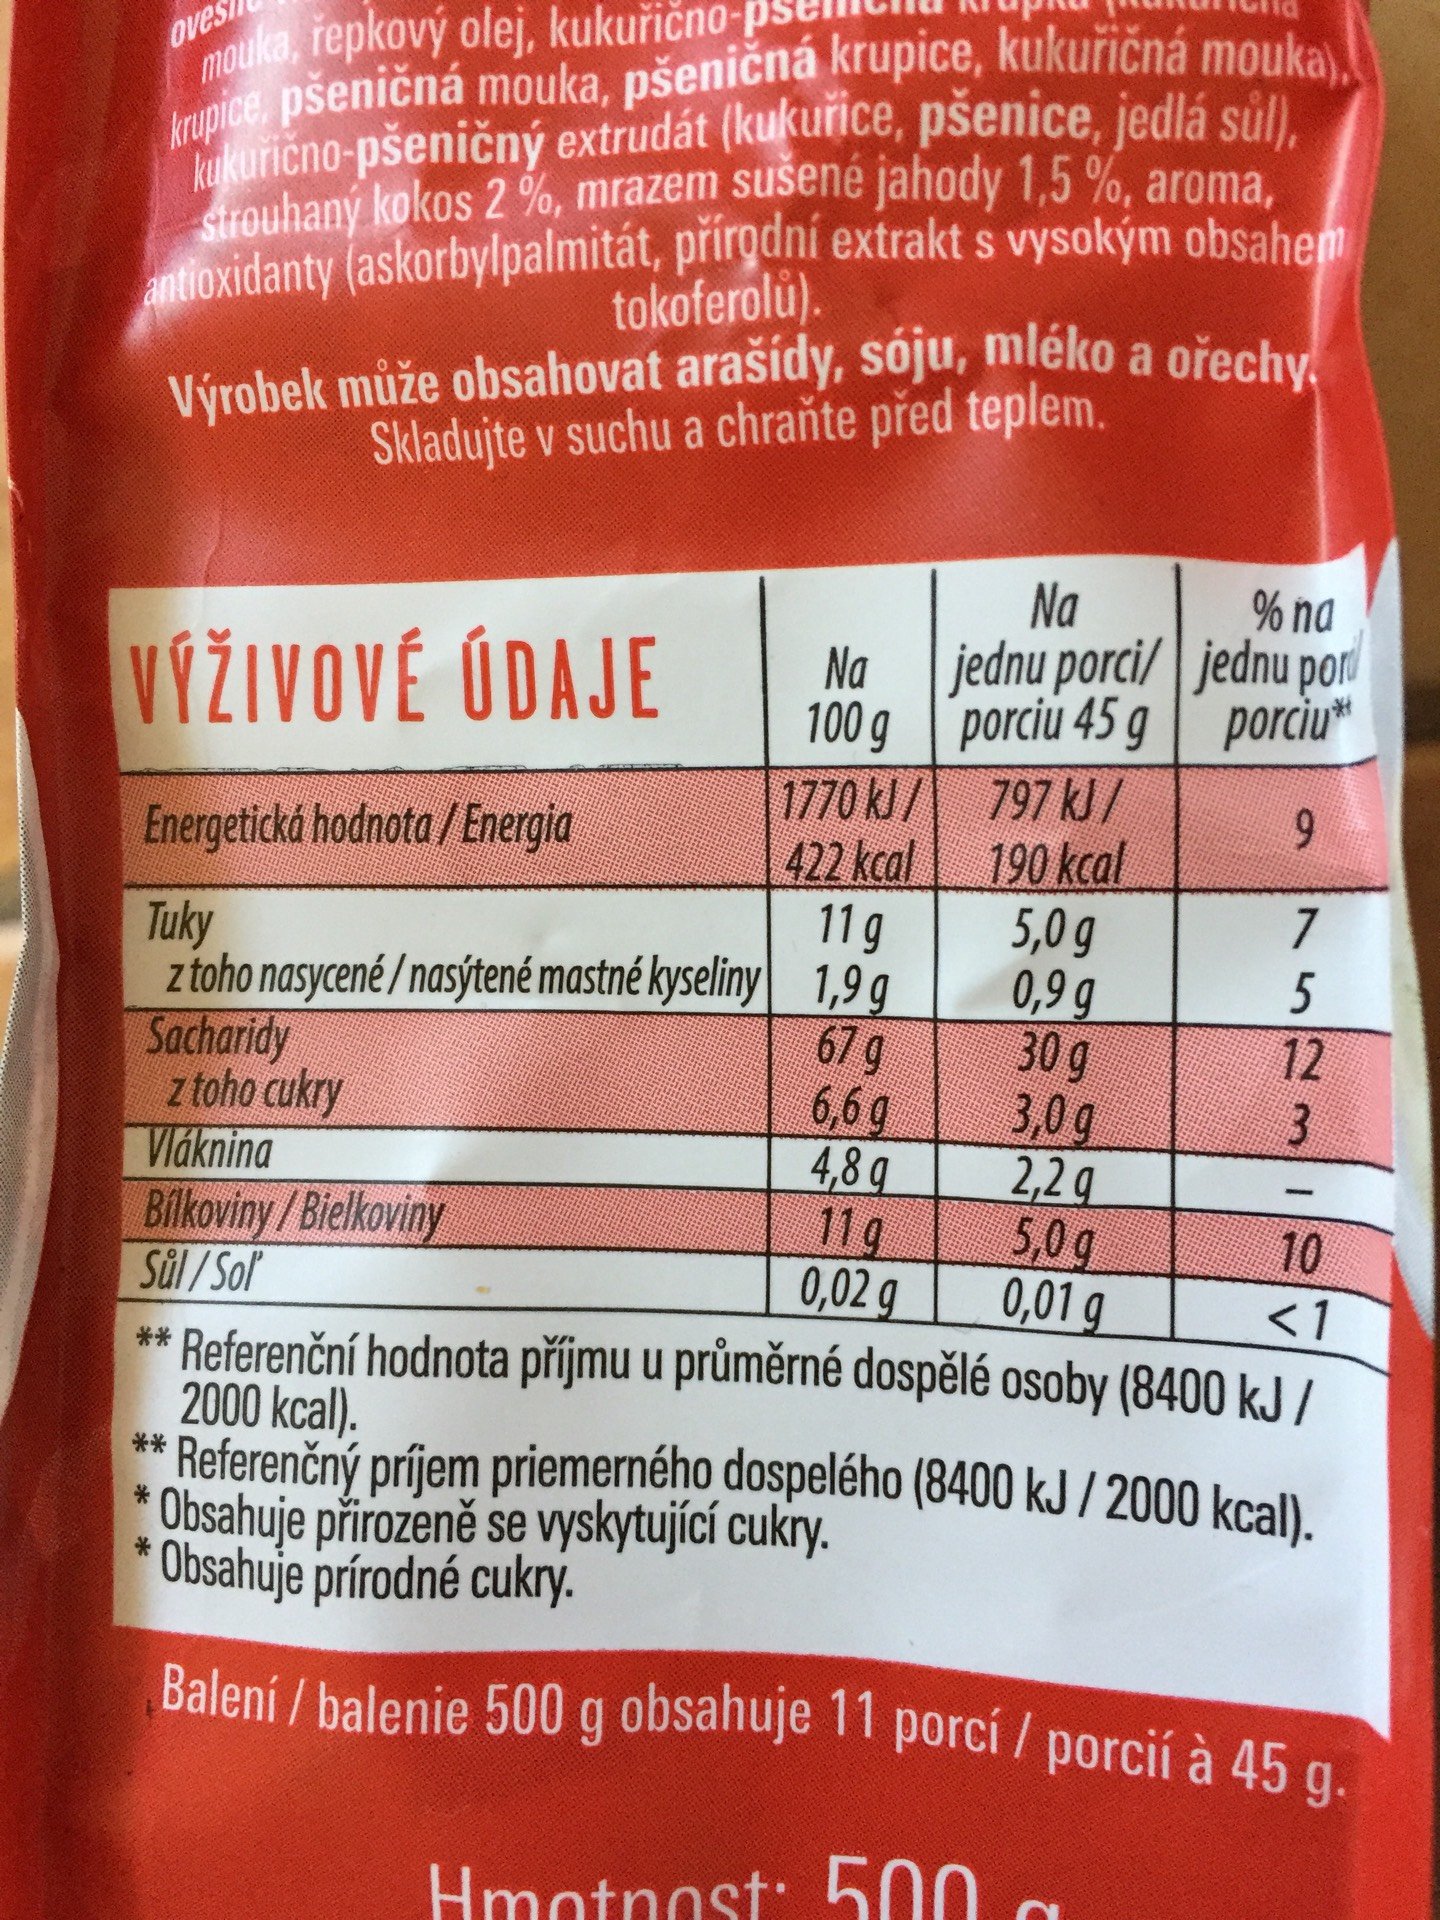 mouka, řepkový olej, kukuřično-
krupice, pšeničná mouka, pšeničná krupice, kukuřičná mouka),
kukuřično-pšeničný extrudát (kukuřice, pšenice, jedlá sůl),
strouhaný kokos 2 %, mrazem sušené jahody 1,5 %, aroma,
antioxidanty (askorbylpalmitát, přírodní extrakt s vysokým obsahem
tokoferolů).
Výrobek může obsahovat arašídy, sóju, mléko a ořechy.
Skladujte v suchu a chraňte před teplem.
VÝŽIVOVÉ ÚDAJE
Na
100 g
Na
jednu porci/
porciu 45 g
% na
jednu porci/
porciu**
Energetická hodnota / Energia 1770 kJ / 797 kJ / 9
422 kcal 190 kcal
Tuky 11 g 5,0 g 7
z toho nasycené / nasýtené mastné kyseliny 1,9 g 0,9 g 5
Sacharidy 67 g 30 g 12
z toho cukry 6,6 g 3,0 g 3
Vláknina 4,8 g 2,2 g –
Bílkoviny / Bielkoviny 11 g 5,0 g 10
Sůl / Soľ 0,02 g 0,01 g < 1
** Referenční hodnota příjmu u průměrné dospělé osoby (8400 kJ /
2000 kcal).
** Referenčný príjem priemerného dospelého (8400 kJ / 2000 kcal).
* Obsahuje přirozeně se vyskytující cukry.
* Obsahuje prírodné cukry.
Balení / balenie 500 g obsahuje 11 porcí / porcií à 45 g.
Hmotnost: 500 g